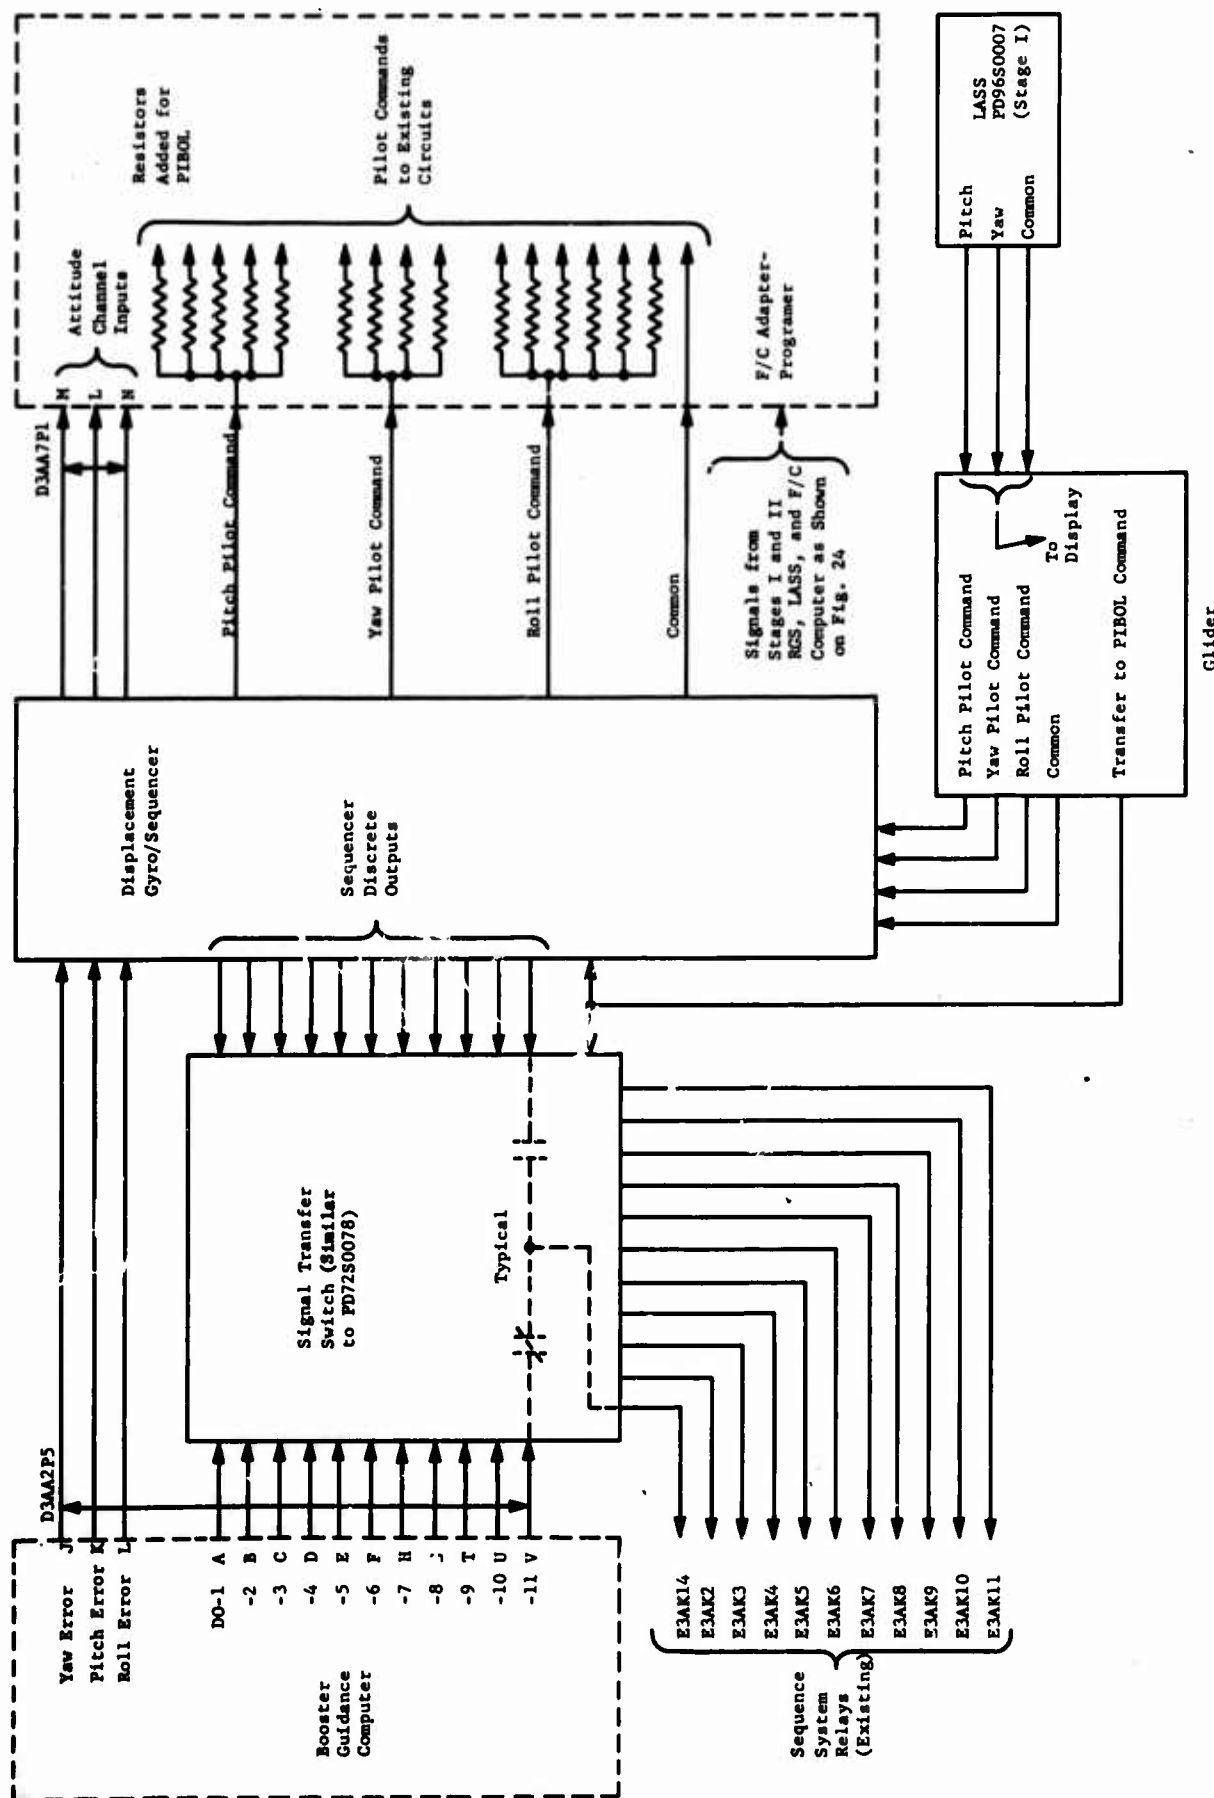 Booster
Guidance
Computer
Yaw Error J
Pitch Error K
Roll Error L
D3AA2P5
DO-1 A
-2 B
-3 C
-4 D
-5 E
-6 F
-7 H
-8
-9 T
-10 U
-11 V
Sequence
System
Relays
(Existing)
E3AK14
E3AK2
E3AK3
E3AK4
E3AK5
E3AK6
E3AK7
E3AK8
E3AK9
E3AK10
E3AK11
Signal Transfer
Switch (Similar
to PD72S0078)
Typical
Displacement
Gyro/Sequencer
Sequencer
Discrete
Outputs
D3AA7P1
M
L
N
Attitude
Channel
Inputs
Pitch Pilot Command
Yaw Pilot Command
Roll Pilot Command
Common
Resistors
Added for
PIBOL
Pilot Commands
to Existing
Circuits
Signals from
Stages I and II
RGS, LASS, and F/C
Computer as Shown
on Fig. 24
F/C Adapter-
Programer
Pitch Pilot Command
Yaw Pilot Command
Roll Pilot Command
Common
Transfer to PIBOL Command
To
Display
Glider
Pitch
Yaw
Common
LASS
PD96S0007
(Stage I)